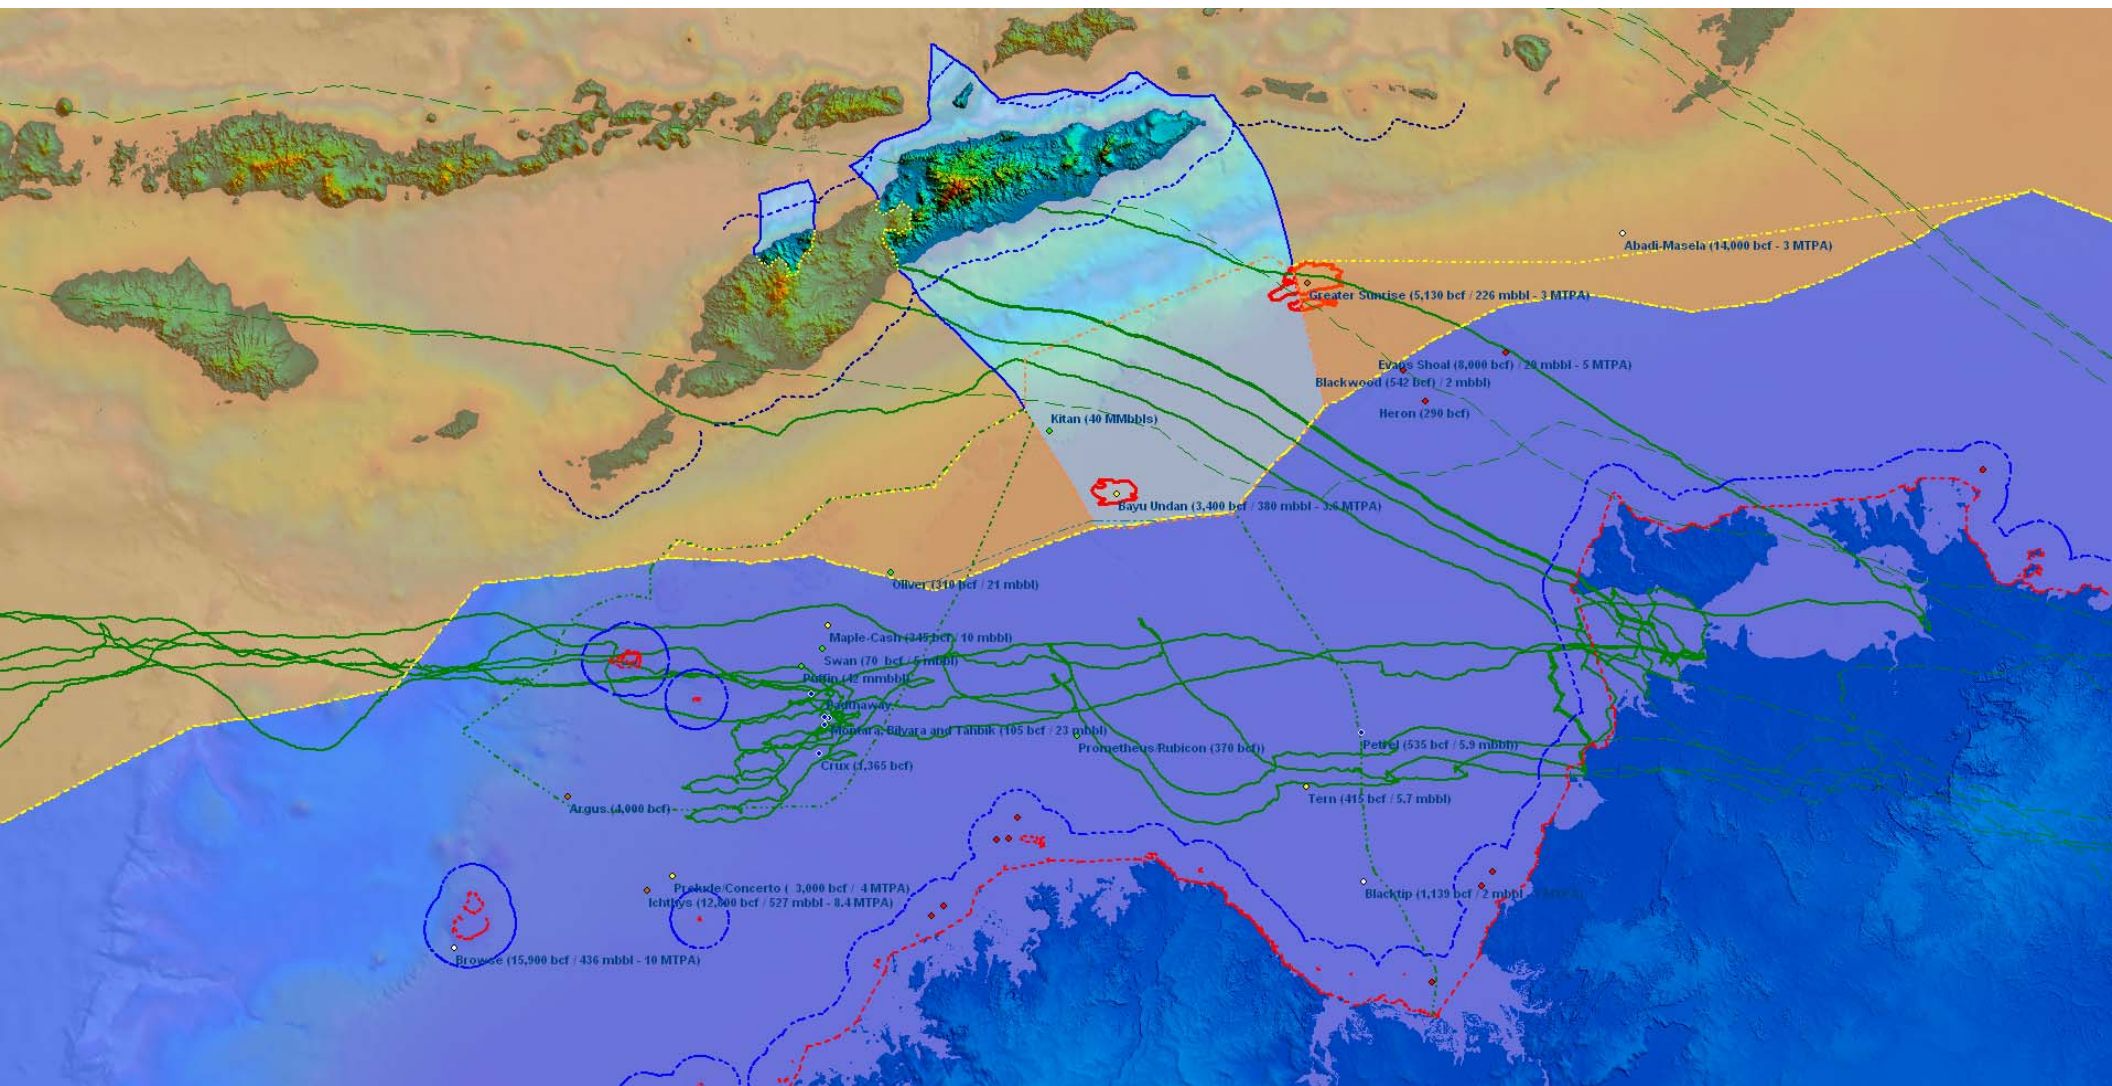 Abadi-Masela (14,000 bcf - 3 MTPA)
Greater Sunrise (5,130 bcf / 226 mbbl - 3 MTPA)
Evans Shoal (8,000 bcf) / 20 mbbl - 5 MTPA)
Blackwood (542 bcf) / 2 mbbl)
Heron (290 bcf)
Kitan (40 MMbbls)
Bayu Undan (3,400 bcf / 380 mbbl - 3.6 MTPA)
Oliver (310 bcf / 21 mbbl)
Maple-Cash (345 bcf / 10 mbbl)
Swan (70 bcf / 5 mbbl)
Puffin (42 mmbbl)
Padthaway
Montara, Bilyara and Tahbik (105 bcf / 23 mbbl)
Prometheus/Rubicon (370 bcf))
Petrel (535 bcf / 5.9 mbbl))
Crux (1,365 bcf)
Tern (415 bcf / 5.7 mbbl)
Argus (4,000 bcf)
Prelude/Concerto ( 3,000 bcf / 4 MTPA)
Ichthys (12,800 bcf / 527 mbbl - 8.4 MTPA)
Blacktip (1,139 bcf / 2 mbbl MTPA)
Browse (15,900 bcf / 436 mbbl - 10 MTPA)